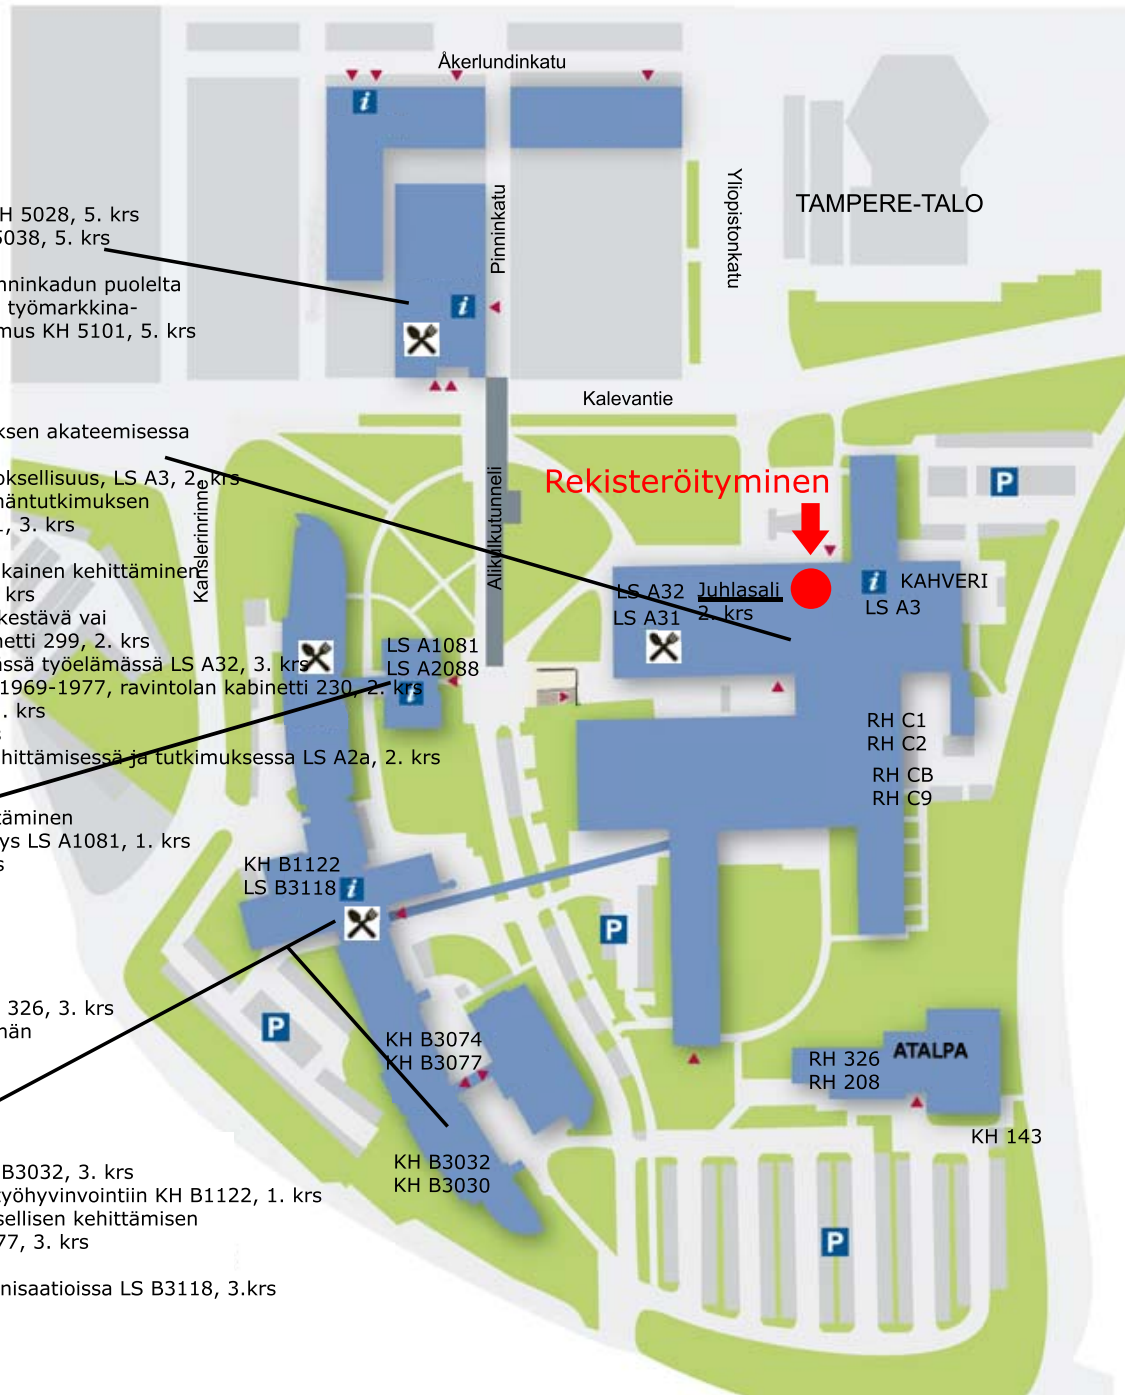 Åkerlundinkatu
Pinninkatu
Yliopistonkatu
TAMPERE-TALO
H 5028, 5. krs
5038, 5. krs
nninkadun puolelta
työmarkkina-
mus KH 5101, 5. krs
Kalevantie
ksen akateemisessa
oksellisuus, LS A3, 2. krs
mäntutkimuksen
1, 3. krs
kainen kehittäminen
krs
kestävä vai
netti 299, 2. krs
ssä työelämässä LS A32, 3. krs
1969-1977, ravintolan kabinetti 230, 2. krs
. krs
s
hittämisessä ja tutkimuksessa LS A2a, 2. krs
Kanslerinrinne
Alikulkutunneli
Rekisteröityminen
P
LS A32
Juhlasali
2. krs
LS A31
i KAHVERI
LS A3
LS A1081
LS A2088
RH C1
RH C2
RH CB
RH C9
täminen
ys LS A1081, 1. krs
s
KH B1122
LS B3118
i
P
326, 3. krs
män
P
KH B3074
KH B3077
RH 326
RH 208
ATALPA
KH 143
KH B3032
KH B3030
B3032, 3. krs
työhyvinvointiin KH B1122, 1. krs
sellisen kehittämisen
77, 3. krs
nisaatioissa LS B3118, 3.krs
P
i
i
i